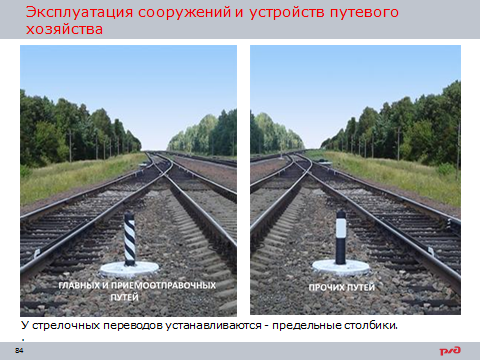 Эксплуатация сооружений и устройств путевого
хозяйства
ГЛАВНЫХ И ПРИЕМООТПРАВОЧНЫХ
ПУТЕЙ
ПРОЧИХ ПУТЕЙ
У стрелочных переводов устанавливаются - предельные столбики.
.
84
ржд